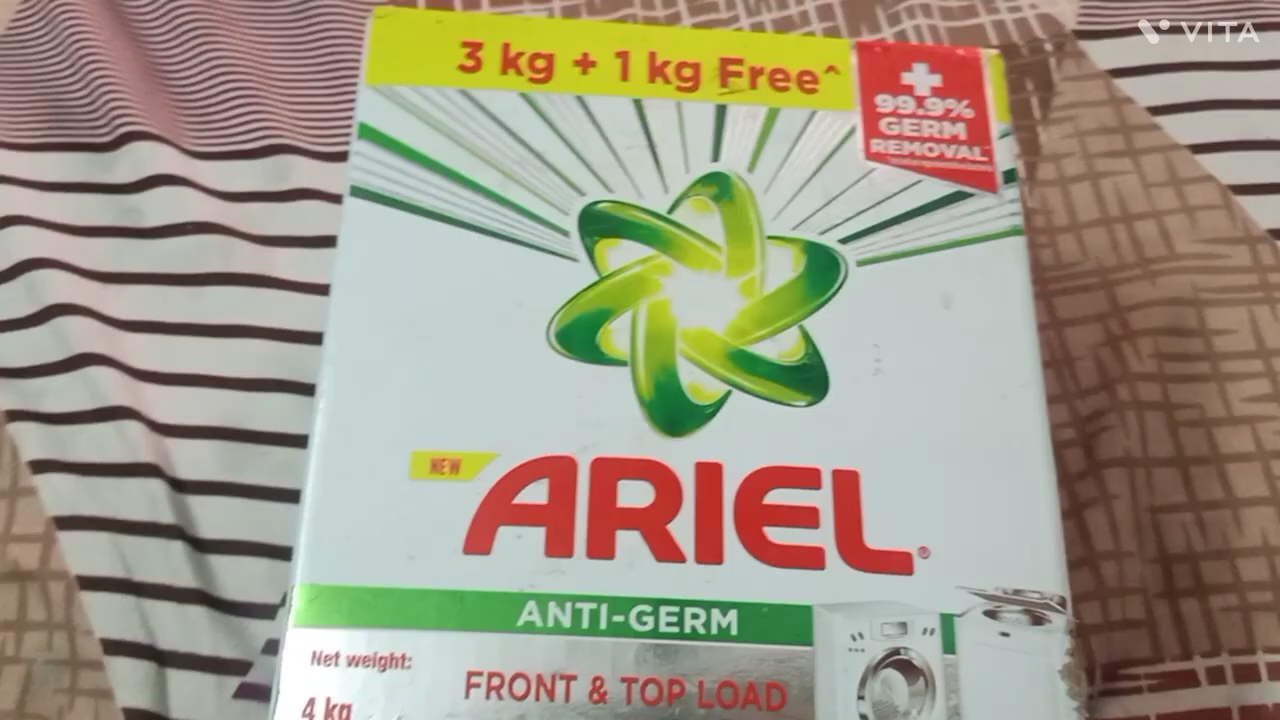 VITA
3 kg + 1 kg Free^
99.9%
GERM
REMOVAL
NEW
ARIEL®
ANTI-GERM
Net weight:
4 kg
FRONT & TOP LOAD